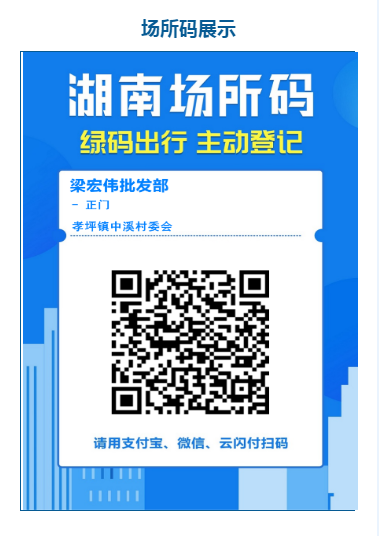 场所码展示
湖南场所码
绿码出行 主动登记
梁宏伟批发部
- 正门
孝坪镇中溪村委会
请用支付宝、微信、云闪付扫码